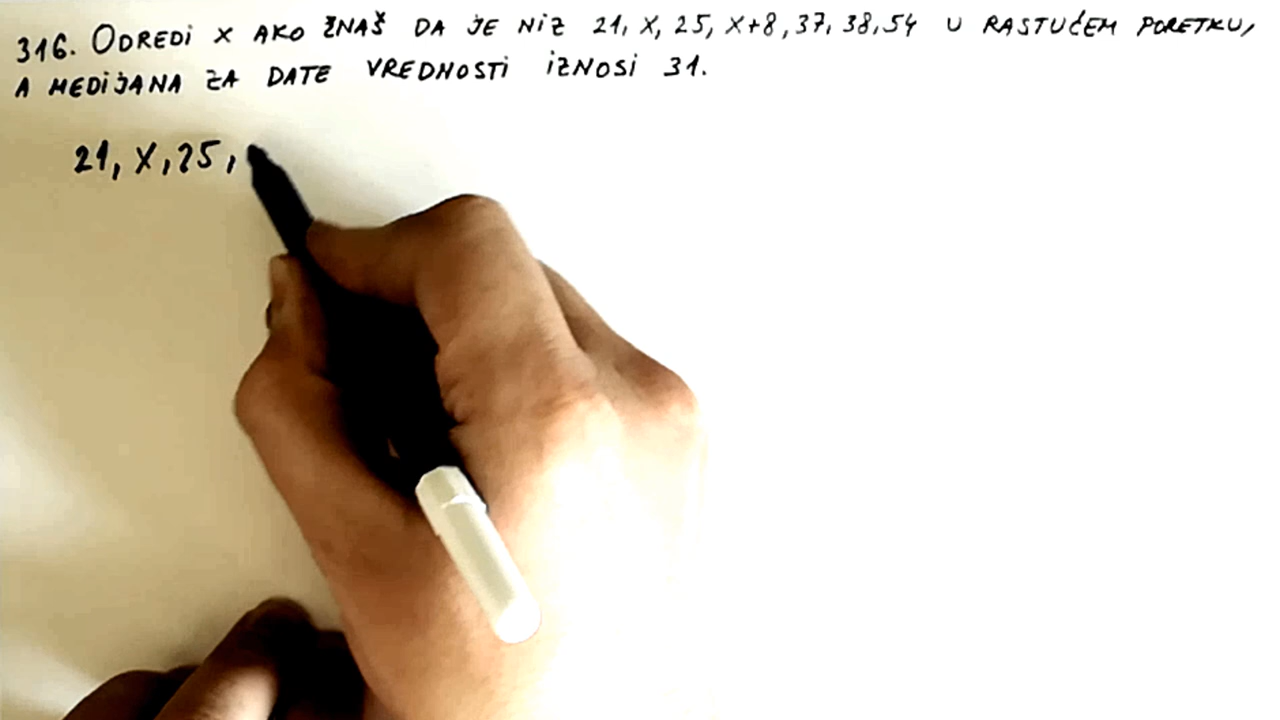 316. ODREDI X AKO ZNAŠ DA JE NIZ 21, X, 25, X+8, 37, 38, 54 U RASTUĆEM PORETKU,
A MEDIJANA ZA DATE VREDNOSTI IZNOSI 31.
21, X, 25,